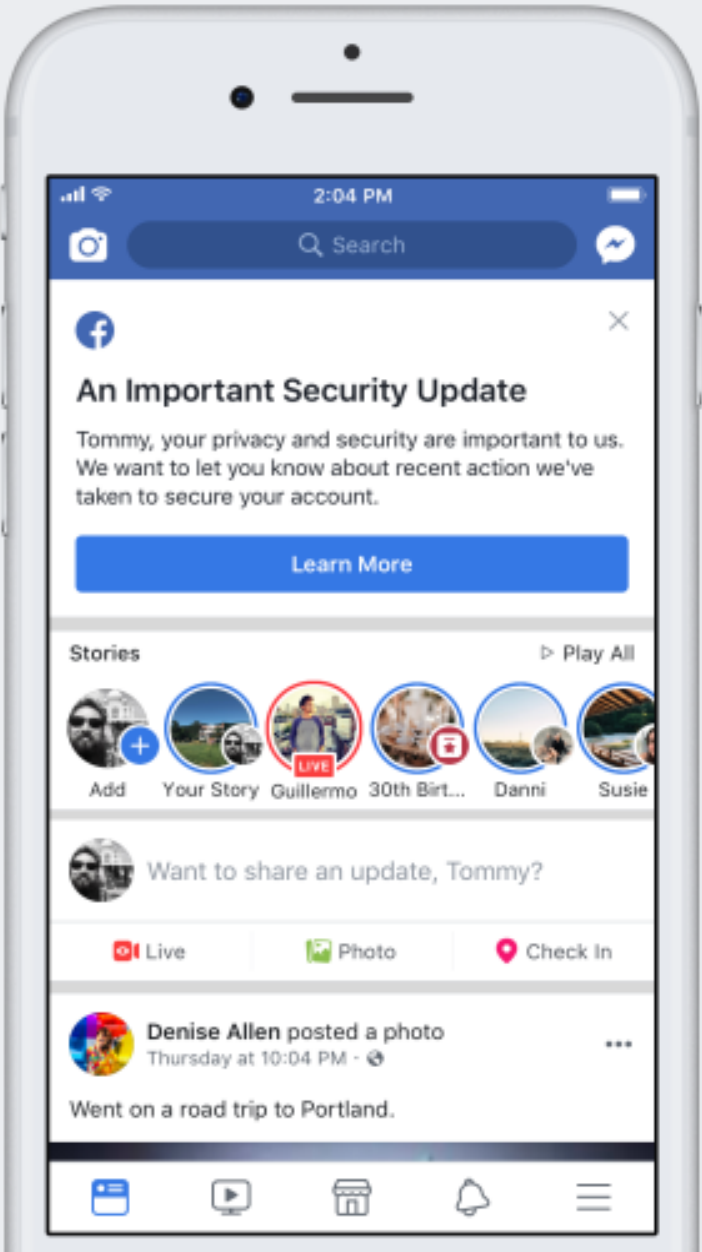 2:04 PM
Search
An Important Security Update
Tommy, your privacy and security are important to us.
We want to let you know about recent action we've
taken to secure your account.
Learn More
Stories
Play All
LIVE
Add
Your Story
Guillermo
30th Birt...
Danni
Susie
Want to share an update, Tommy?
Live
Photo
Check In
Denise Allen posted a photo
Thursday at 10:04 PM ·
Went on a road trip to Portland.